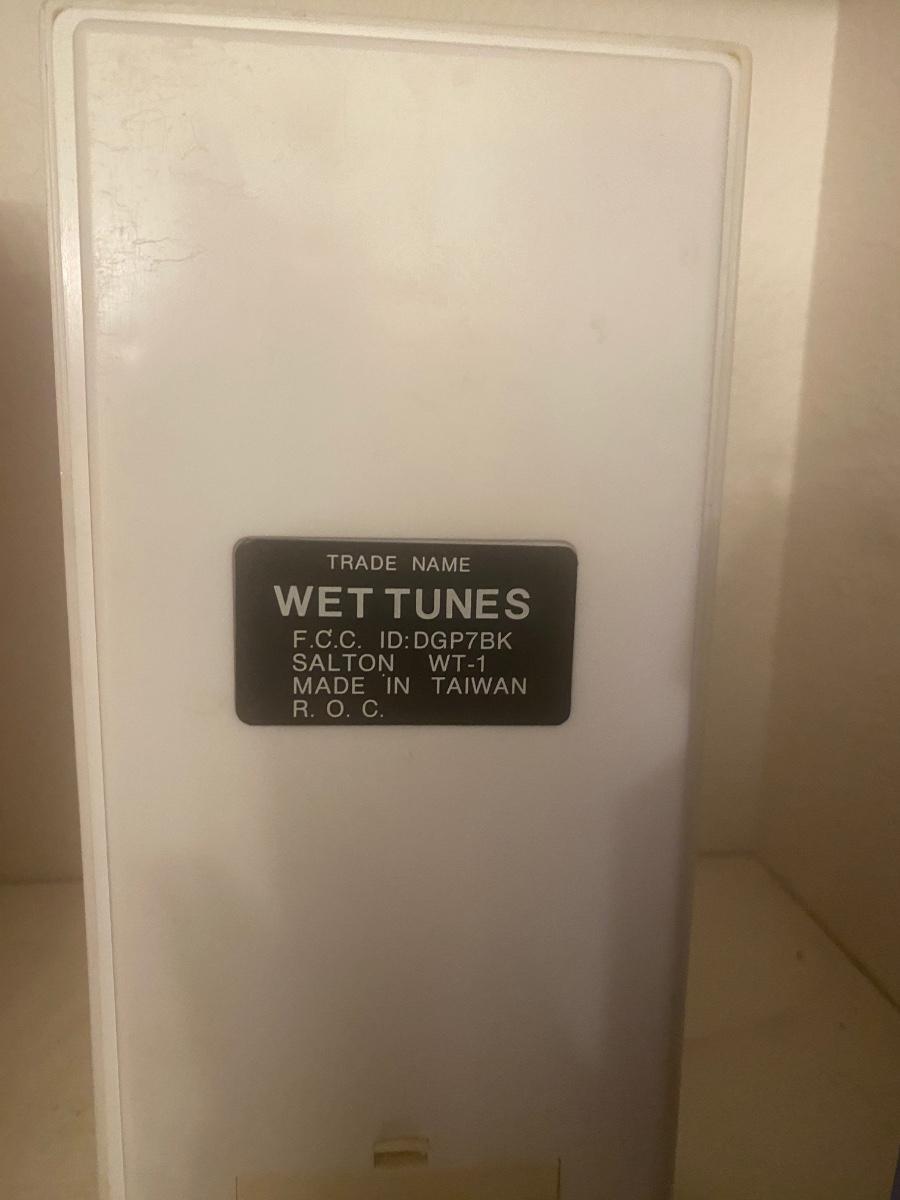 TRADE NAME
WET TUNES
F.C.C. ID:DGP7BK
SALTON WT-1
MADE IN TAIWAN
R. O. C.